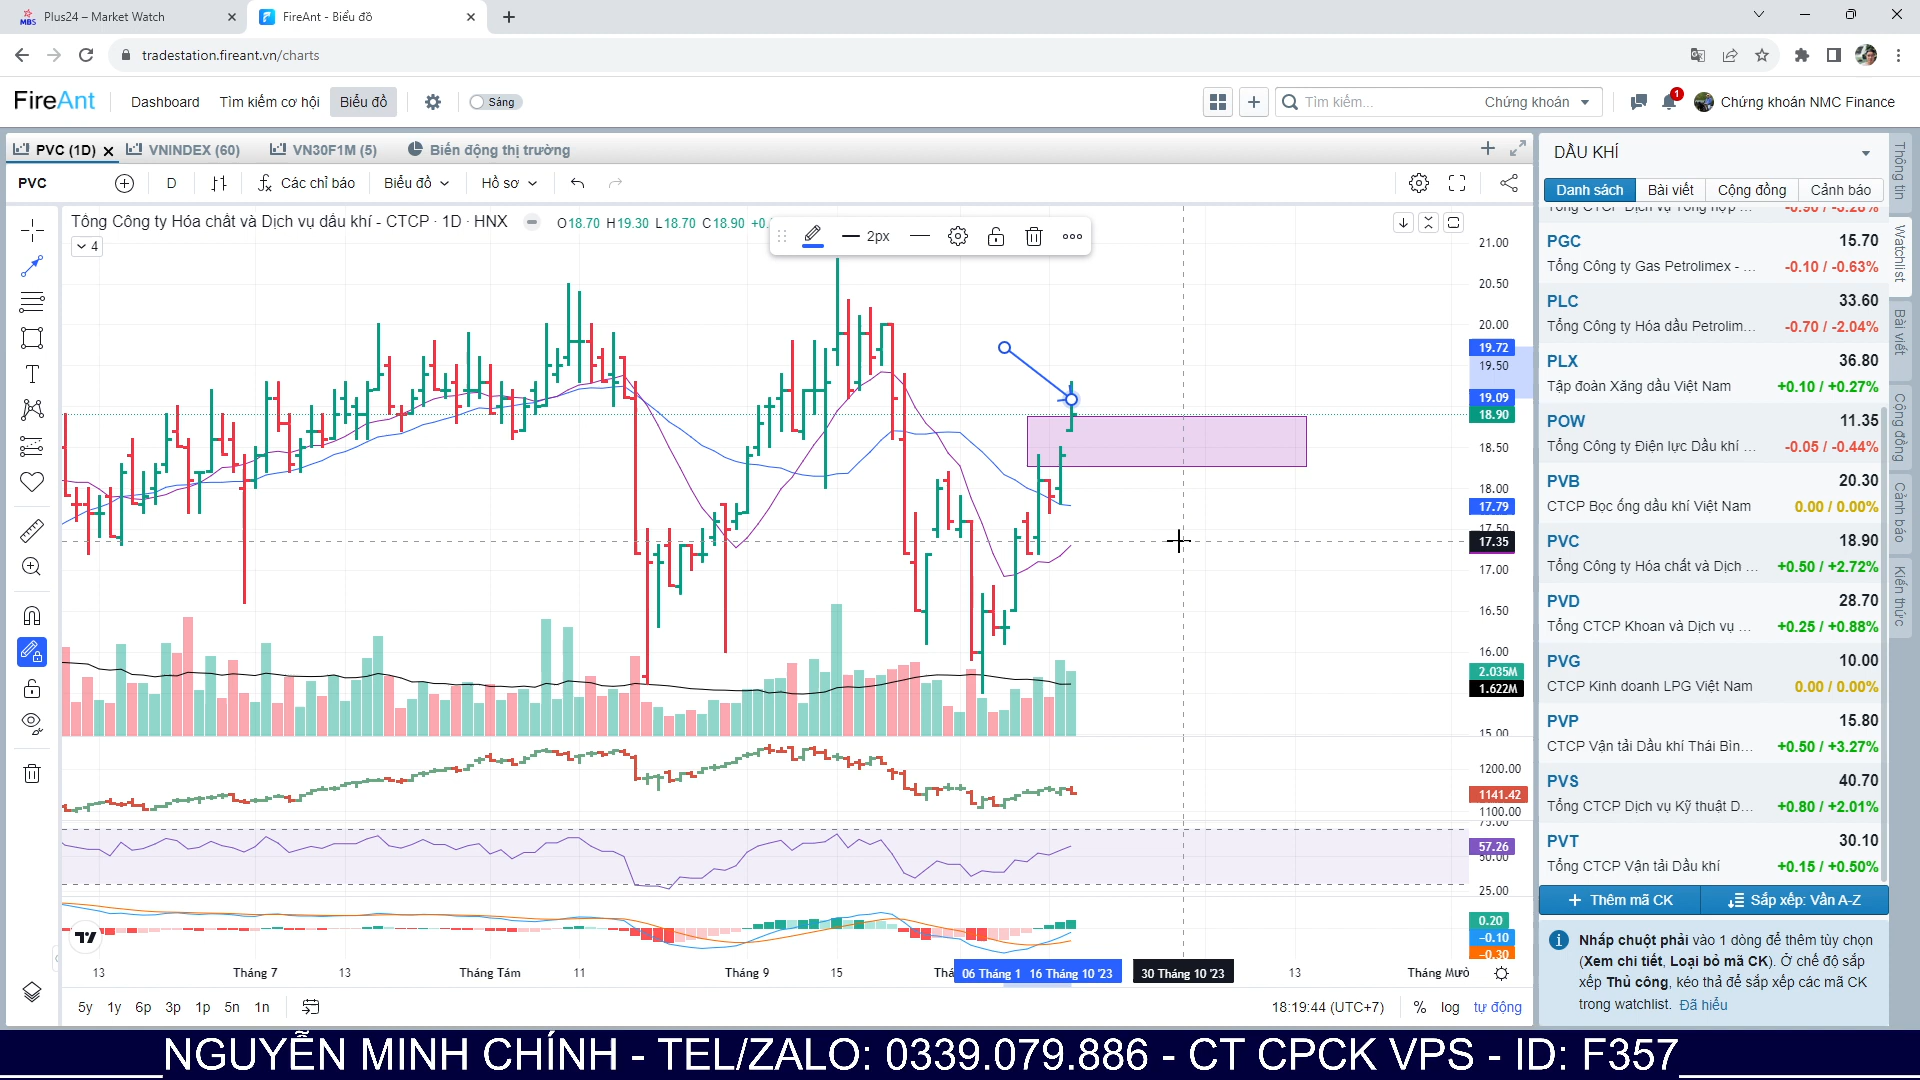 MBS Plus24 – Market Watch
FireAnt - Biểu đồ
tradestation.fireant.vn/charts
FireAnt
Dashboard
Tìm kiếm cơ hội
Biểu đồ
Sáng
Tìm kiếm...
Chứng khoán
1
Chứng khoán NMC Finance
PVC (1D)
VNINDEX (60)
VN30F1M (5)
Biến động thị trường
PVC
D
Các chỉ báo
Biểu đồ
Hồ sơ
Tổng Công ty Hóa chất và Dịch vụ dầu khí - CTCP · 1D · HNX
O18.70 H19.30 L18.70 C18.90 +0.
2px
4
21.00
20.50
20.00
19.72
19.50
19.09
18.90
18.50
18.00
17.79
17.50
17.35
17.00
16.50
16.00
2.035M
1.622M
15.00
1200.00
1141.42
1100.00
75.00
57.26
50.00
25.00
0.20
−0.10
−0.30
13
Tháng 7
13
Tháng Tám
11
Tháng 9
15
Thá
06 Tháng 1
16 Tháng 10 '23
30 Tháng 10 '23
13
Tháng Mườ
5y 1y 6p 3p 1p 5n 1n
18:19:44 (UTC+7)
%
log
tự động
DẦU KHÍ
Danh sách
Bài viết
Cộng đồng
Cảnh báo
Tổng CTCP Dịch vụ Tổng hợp ... -0.90 / -3.28%
PGC 15.70
Tổng Công ty Gas Petrolimex - ... -0.10 / -0.63%
PLC 33.60
Tổng Công ty Hóa dầu Petrolim... -0.70 / -2.04%
PLX 36.80
Tập đoàn Xăng dầu Việt Nam +0.10 / +0.27%
POW 11.35
Tổng Công ty Điện lực Dầu khí ... -0.05 / -0.44%
PVB 20.30
CTCP Bọc ống dầu khí Việt Nam 0.00 / 0.00%
PVC 18.90
Tổng Công ty Hóa chất và Dịch ... +0.50 / +2.72%
PVD 28.70
Tổng CTCP Khoan và Dịch vụ ... +0.25 / +0.88%
PVG 10.00
CTCP Kinh doanh LPG Việt Nam 0.00 / 0.00%
PVP 15.80
CTCP Vận tải Dầu khí Thái Bìn... +0.50 / +3.27%
PVS 40.70
Tổng CTCP Dịch vụ Kỹ thuật D... +0.80 / +2.01%
PVT 30.10
Tổng CTCP Vận tải Dầu khí +0.15 / +0.50%
Thêm mã CK
Sắp xếp: Vần A-Z
Nhấp chuột phải vào 1 dòng để thêm tùy chọn
(Xem chi tiết, Loại bỏ mã CK). Ở chế độ sắp
xếp Thủ công, kéo thả để sắp xếp các mã CK
trong watchlist. Đã hiểu
Thông tin
Watchlist
Bài viết
Cộng đồng
Cảnh báo
Kiến thức
NGUYỄN MINH CHÍNH - TEL/ZALO: 0339.079.886 - CT CPCK VPS - ID: F357